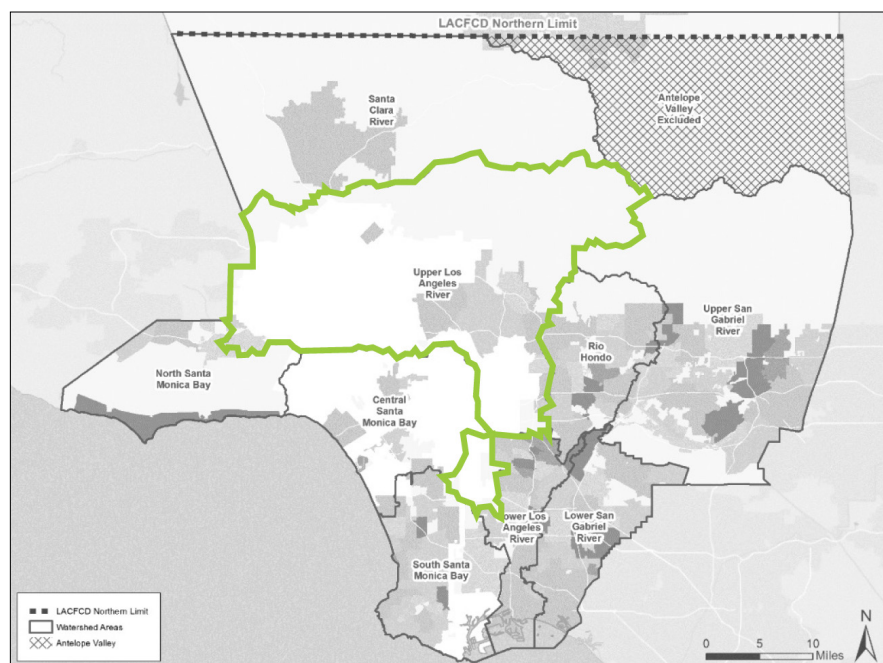 LACFCD Northern Limit
Santa
Clara
River
Antelope
Valley
Excluded
Upper Los
Angeles
River
Upper San
Gabriel
River
Rio
Hondo
North Santa
Monica Bay
Central
Santa
Monica Bay
Lower Los
Angeles
River
Lower San
Gabriel
River
South Santa
Monica Bay
LACFCD Northern Limit
Watershed Areas
Antelope Valley
N
0 5 10
Miles